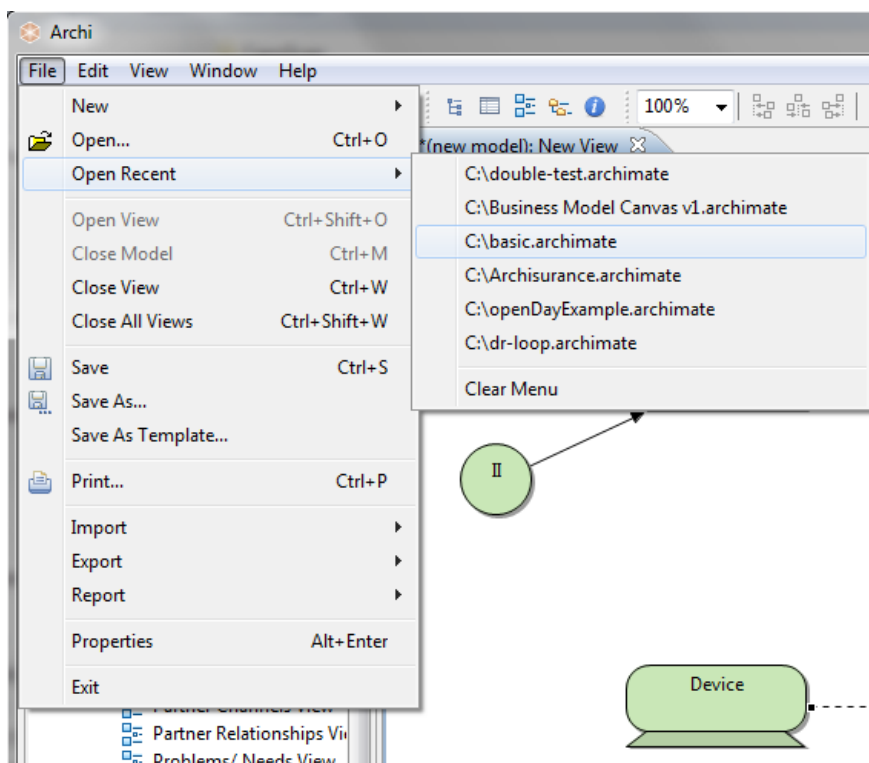 Archi
File Edit View Window Help
100%
New
Open... Ctrl+O
Open Recent
Open View Ctrl+Shift+O
Close Model Ctrl+M
Close View Ctrl+W
Close All Views Ctrl+Shift+W
Save Ctrl+S
Save As...
Save As Template...
Print... Ctrl+P
Import
Export
Report
Properties Alt+Enter
Exit
*(new model): New View
C:\double-test.archimate
C:\Business Model Canvas v1.archimate
C:\basic.archimate
C:\Archisurance.archimate
C:\openDayExample.archimate
C:\dr-loop.archimate
Clear Menu
II
Device
Partner Channels View
Partner Relationships Vi
Problems/ Needs View